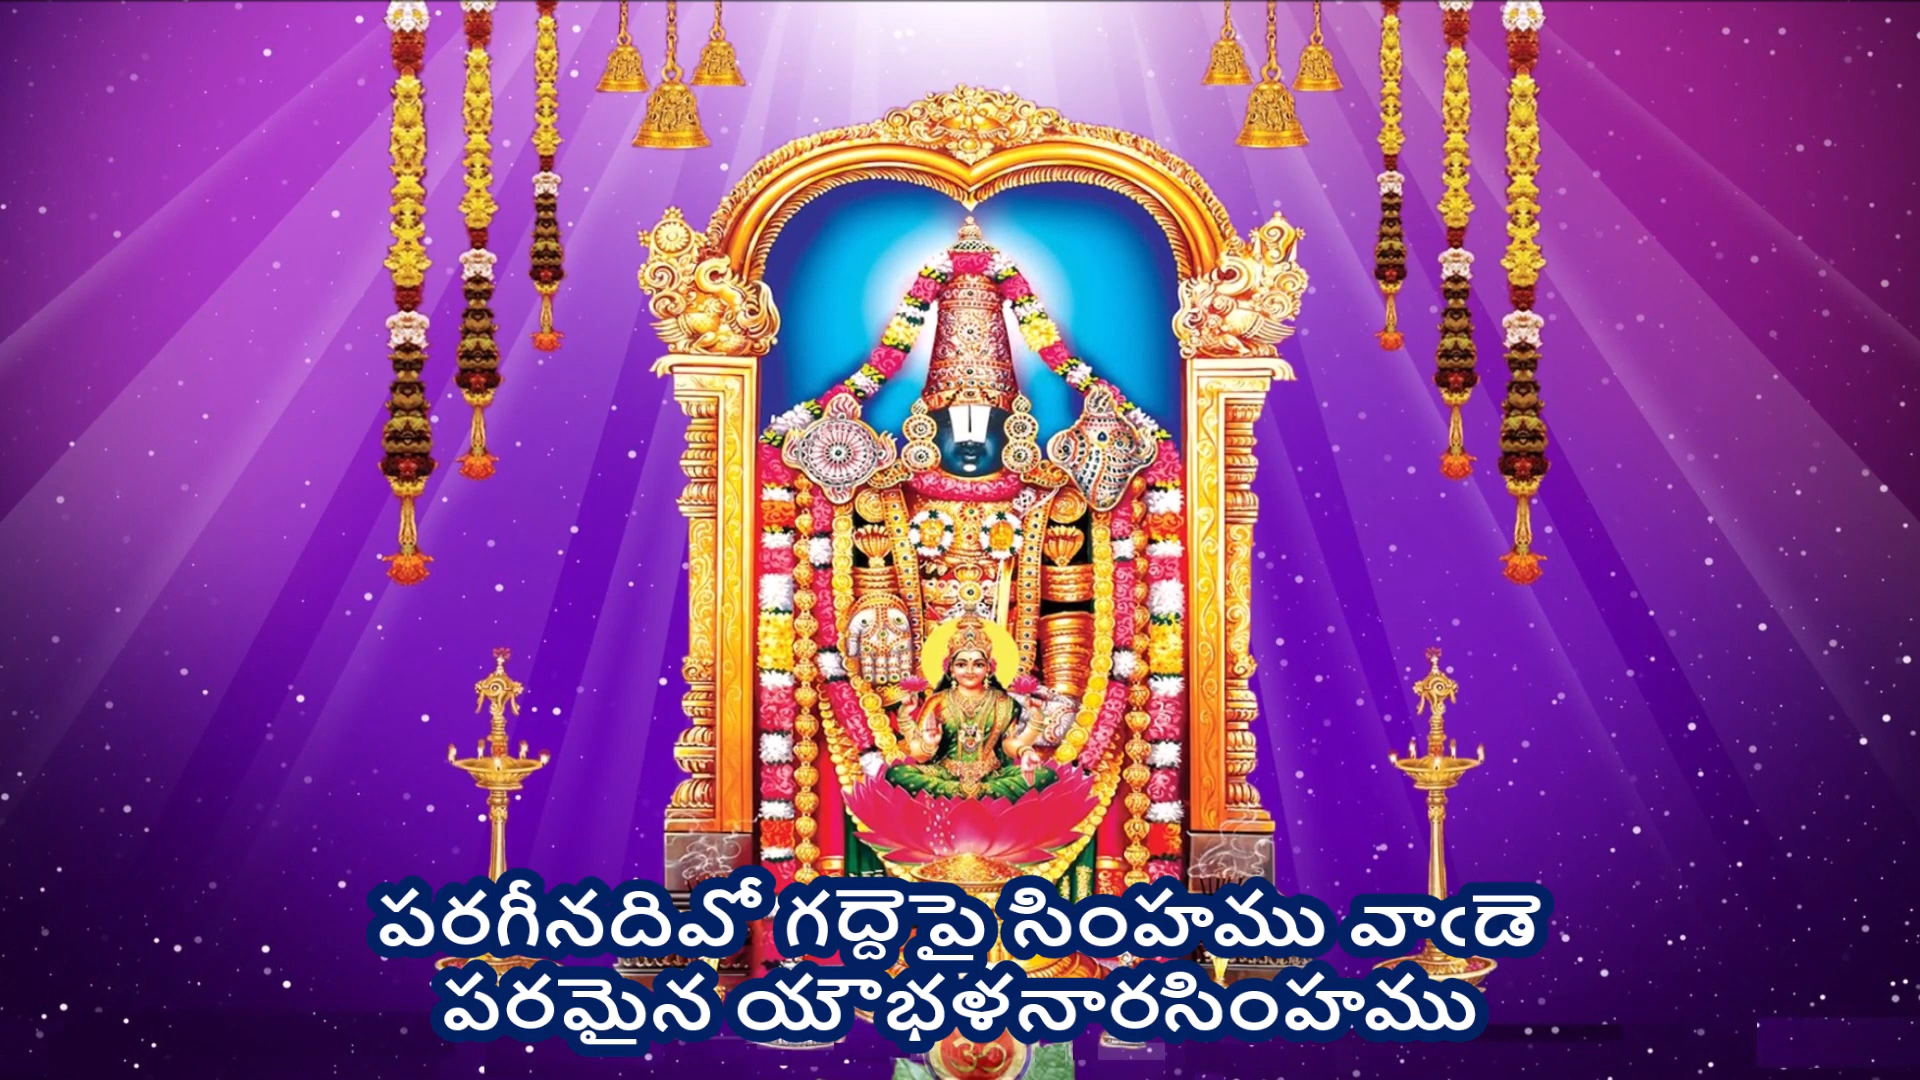 పరగీనదివో గద్దెపై సింహము వాఁడె
పరమైన యౌభళనారసింహము